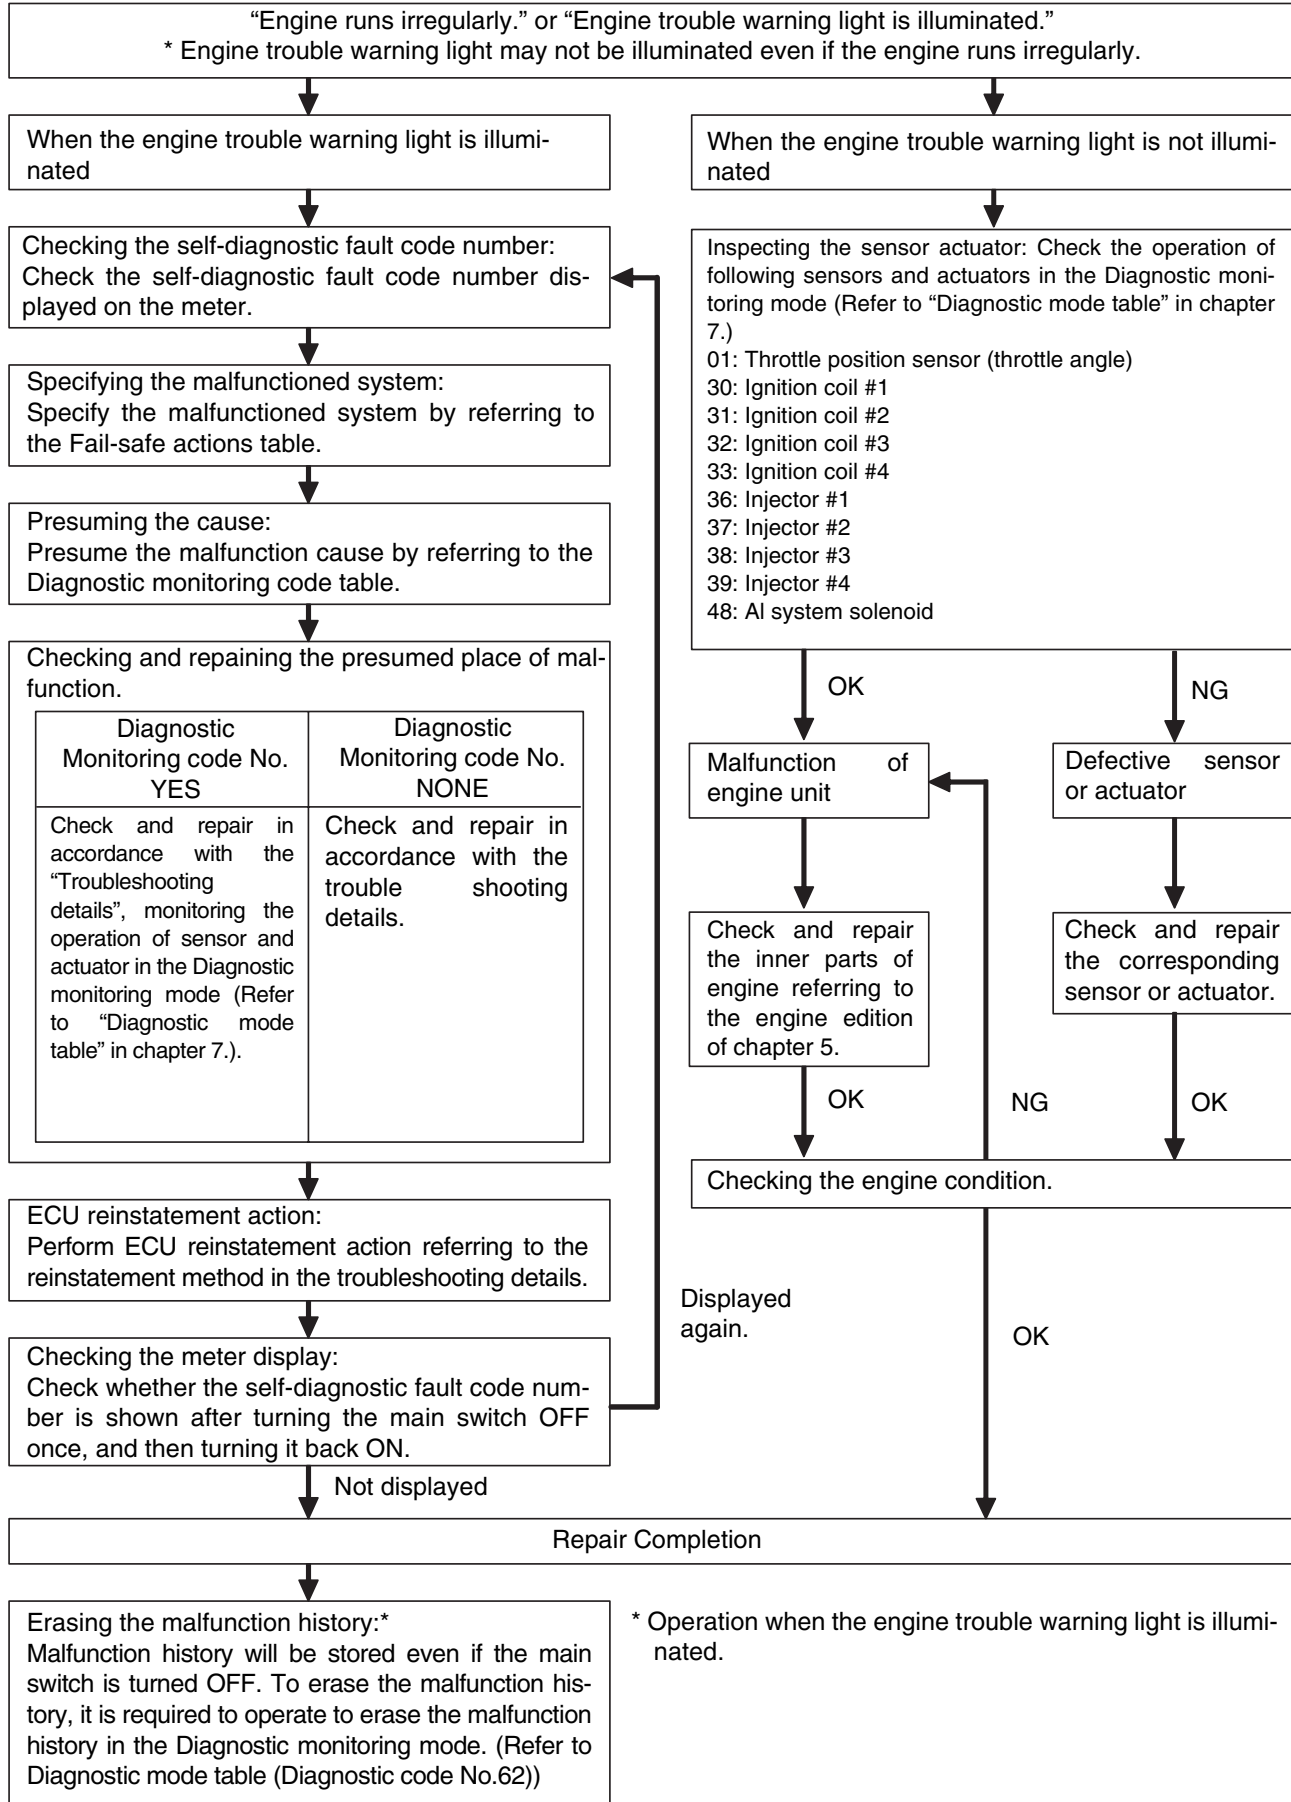 “Engine runs irregularly.” or “Engine trouble warning light is illuminated.”
* Engine trouble warning light may not be illuminated even if the engine runs irregularly.
When the engine trouble warning light is illumi-
nated
Checking the self-diagnostic fault code number:
Check the self-diagnostic fault code number dis-
played on the meter.
Specifying the malfunctioned system:
Specify the malfunctioned system by referring to
the Fail-safe actions table.
Presuming the cause:
Presume the malfunction cause by referring to the
Diagnostic monitoring code table.
Checking and repaining the presumed place of mal-
function.
Diagnostic
Monitoring code No.
YES
Diagnostic
Monitoring code No.
NONE
Check and repair in
accordance with the
“Troubleshooting
details”, monitoring the
operation of sensor and
actuator in the Diagnostic
monitoring mode (Refer
to “Diagnostic mode
table” in chapter 7.).
Check and repair in
accordance with the
trouble shooting
details.
ECU reinstatement action:
Perform ECU reinstatement action referring to the
reinstatement method in the troubleshooting details.
Checking the meter display:
Check whether the self-diagnostic fault code num-
ber is shown after turning the main switch OFF
once, and then turning it back ON.
Displayed
again.
Not displayed
When the engine trouble warning light is not illumi-
nated
Inspecting the sensor actuator: Check the operation of
following sensors and actuators in the Diagnostic moni-
toring mode (Refer to “Diagnostic mode table” in chapter
7.)
01: Throttle position sensor (throttle angle)
30: Ignition coil #1
31: Ignition coil #2
32: Ignition coil #3
33: Ignition coil #4
36: Injector #1
37: Injector #2
38: Injector #3
39: Injector #4
48: AI system solenoid
OK
NG
Malfunction of
engine unit
Defective sensor
or actuator
Check and repair
the inner parts of
engine referring to
the engine edition
of chapter 5.
Check and repair
the corresponding
sensor or actuator.
OK
NG
OK
Checking the engine condition.
OK
Repair Completion
Erasing the malfunction history:*
Malfunction history will be stored even if the main
switch is turned OFF. To erase the malfunction his-
tory, it is required to operate to erase the malfunction
history in the Diagnostic monitoring mode. (Refer to
Diagnostic mode table (Diagnostic code No.62))
* Operation when the engine trouble warning light is illumi-
nated.